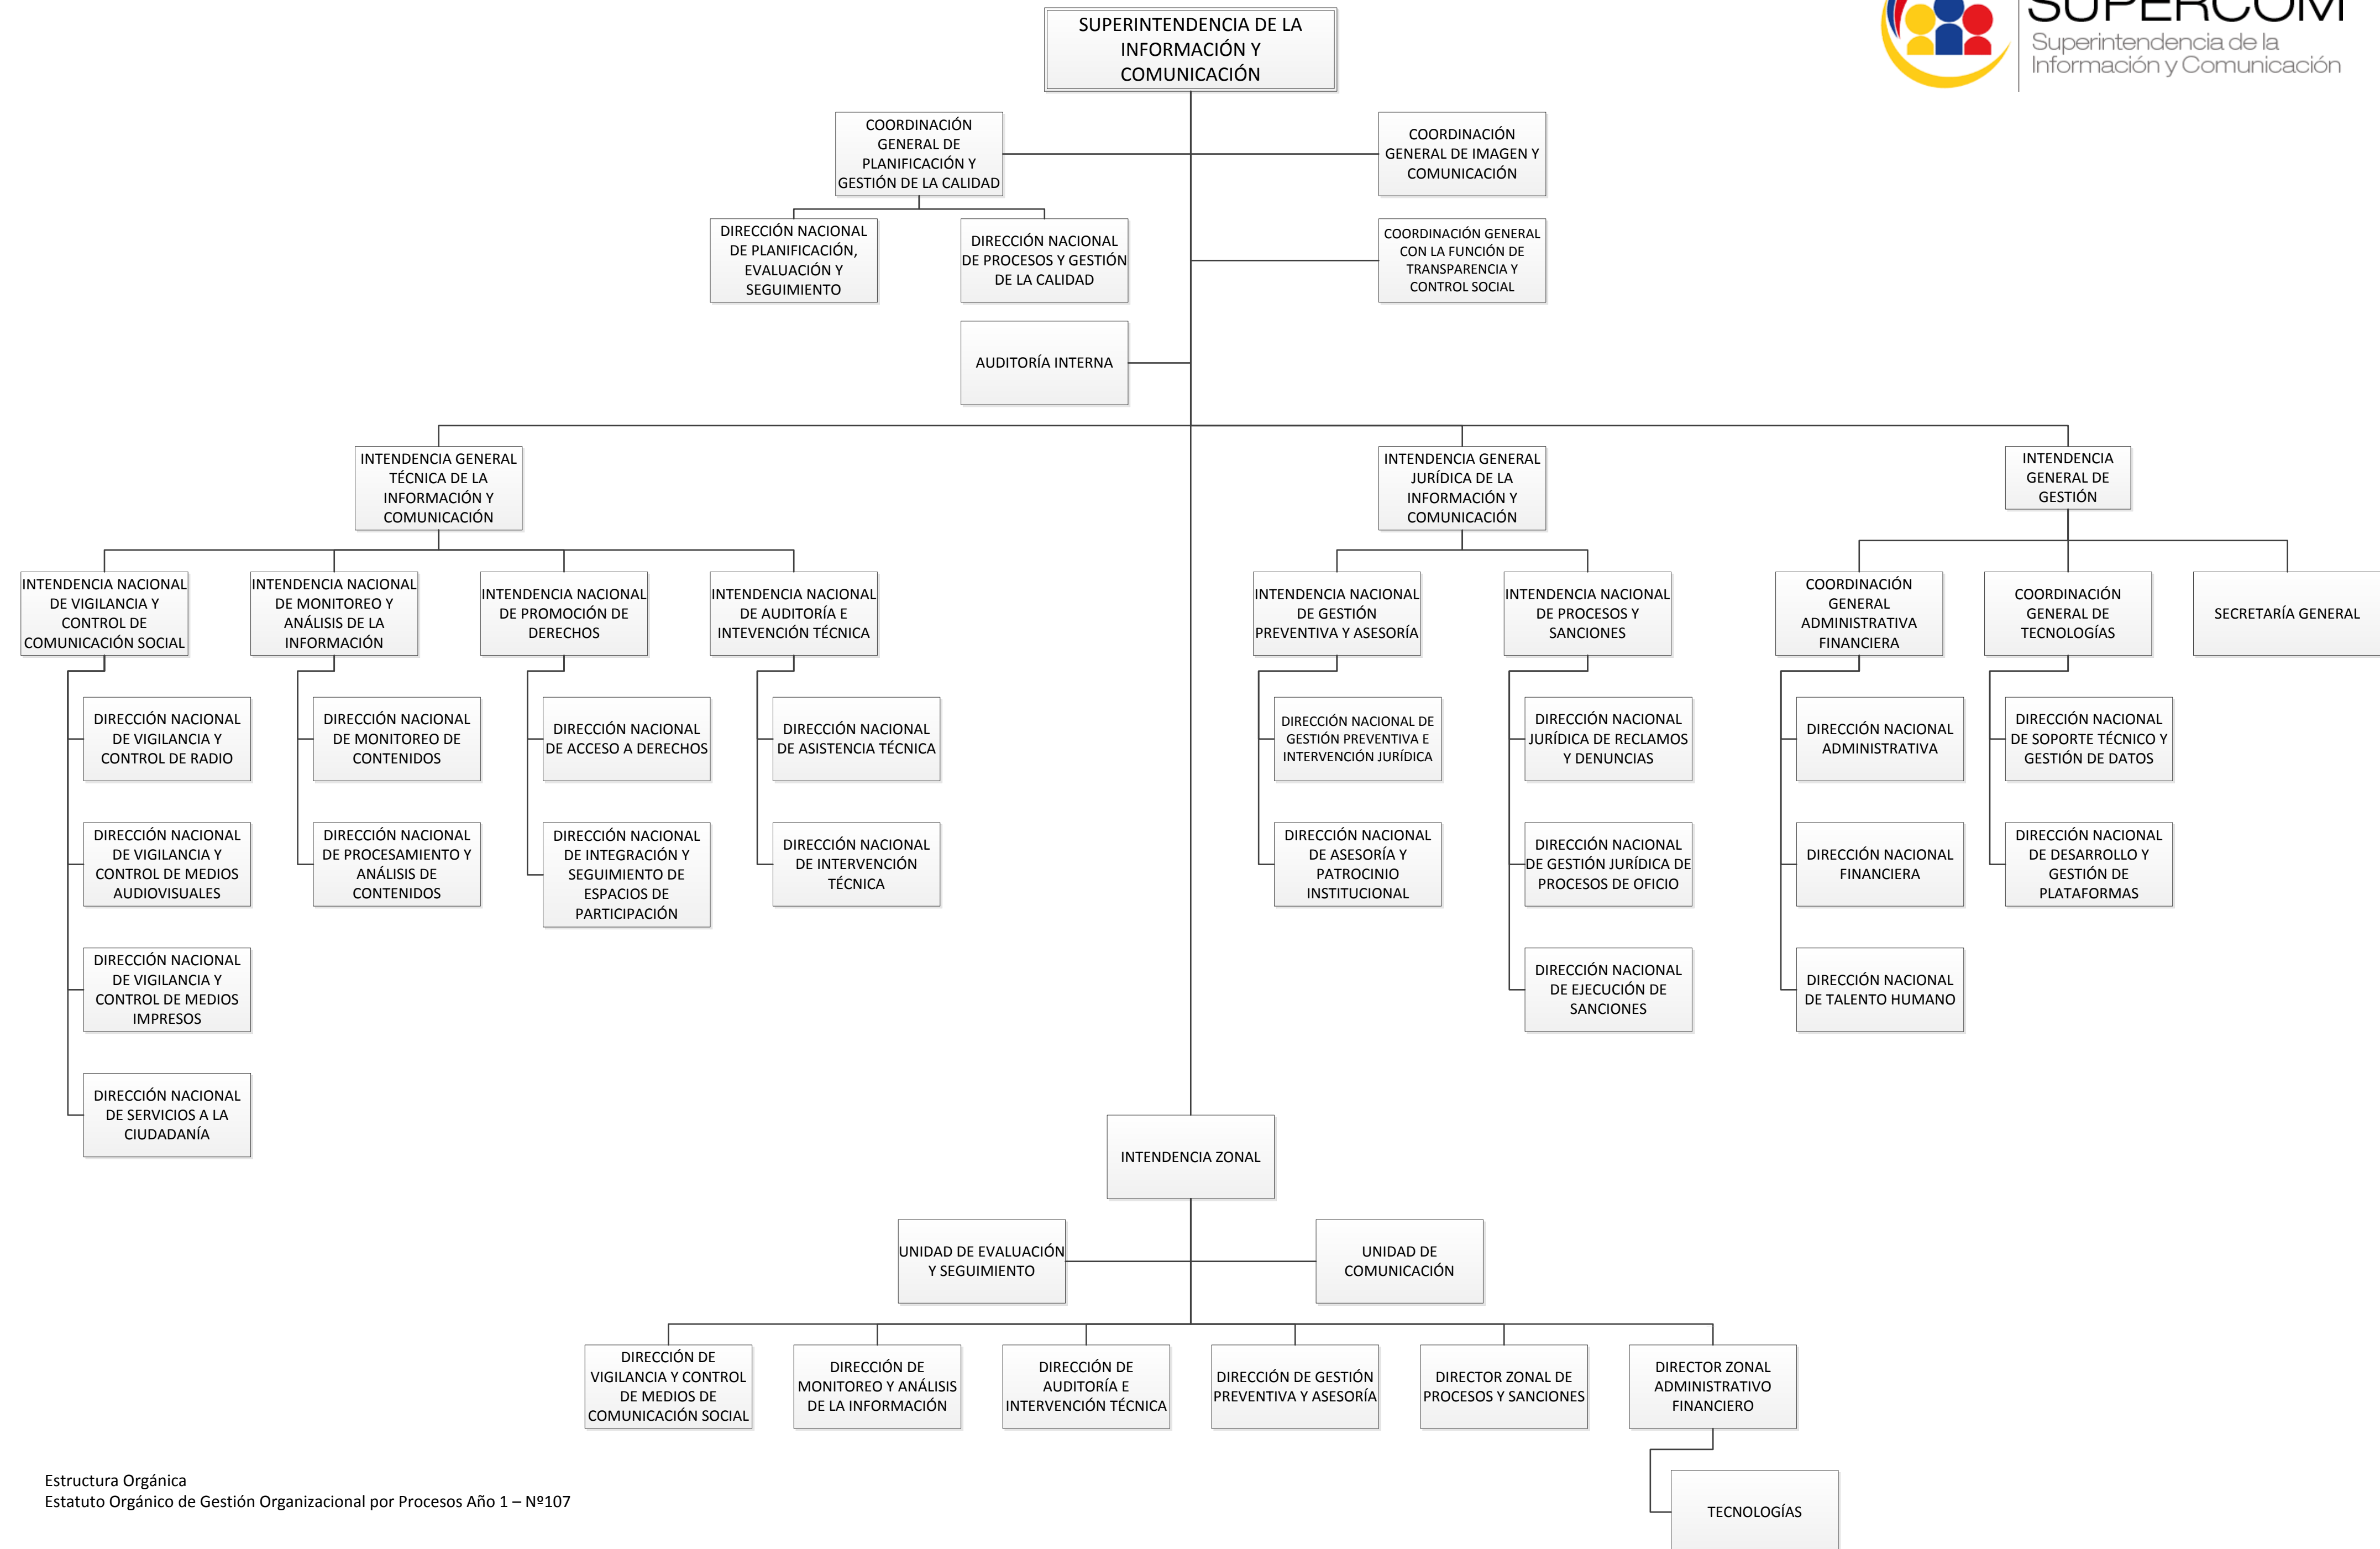 SUPERCOM
Superintendencia de la
Información y Comunicación
SUPERINTENDENCIA DE LA
INFORMACIÓN Y
COMUNICACIÓN
COORDINACIÓN
GENERAL DE
PLANIFICACIÓN Y
GESTIÓN DE LA CALIDAD
COORDINACIÓN
GENERAL DE IMAGEN Y
COMUNICACIÓN
DIRECCIÓN NACIONAL
DE PLANIFICACIÓN,
EVALUACIÓN Y
SEGUIMIENTO
DIRECCIÓN NACIONAL
DE PROCESOS Y GESTIÓN
DE LA CALIDAD
COORDINACIÓN GENERAL
CON LA FUNCIÓN DE
TRANSPARENCIA Y
CONTROL SOCIAL
AUDITORÍA INTERNA
INTENDENCIA GENERAL
TÉCNICA DE LA
INFORMACIÓN Y
COMUNICACIÓN
INTENDENCIA GENERAL
JURÍDICA DE LA
INFORMACIÓN Y
COMUNICACIÓN
INTENDENCIA
GENERAL DE
GESTIÓN
INTENDENCIA NACIONAL
DE VIGILANCIA Y
CONTROL DE
COMUNICACIÓN SOCIAL
INTENDENCIA NACIONAL
DE MONITOREO Y
ANÁLISIS DE LA
INFORMACIÓN
INTENDENCIA NACIONAL
DE PROMOCIÓN DE
DERECHOS
INTENDENCIA NACIONAL
DE AUDITORÍA E
INTEVENCIÓN TÉCNICA
INTENDENCIA NACIONAL
DE GESTIÓN
PREVENTIVA Y ASESORÍA
INTENDENCIA NACIONAL
DE PROCESOS Y
SANCIONES
COORDINACIÓN
GENERAL
ADMINISTRATIVA
FINANCIERA
COORDINACIÓN
GENERAL DE
TECNOLOGÍAS
SECRETARÍA GENERAL
DIRECCIÓN NACIONAL
DE VIGILANCIA Y
CONTROL DE RADIO
DIRECCIÓN NACIONAL
DE MONITOREO DE
CONTENIDOS
DIRECCIÓN NACIONAL
DE ACCESO A DERECHOS
DIRECCIÓN NACIONAL
DE ASISTENCIA TÉCNICA
DIRECCIÓN NACIONAL DE
GESTIÓN PREVENTIVA E
INTERVENCIÓN JURÍDICA
DIRECCIÓN NACIONAL
JURÍDICA DE RECLAMOS
Y DENUNCIAS
DIRECCIÓN NACIONAL
ADMINISTRATIVA
DIRECCIÓN NACIONAL
DE SOPORTE TÉCNICO Y
GESTIÓN DE DATOS
DIRECCIÓN NACIONAL
DE VIGILANCIA Y
CONTROL DE MEDIOS
AUDIOVISUALES
DIRECCIÓN NACIONAL
DE PROCESAMIENTO Y
ANÁLISIS DE
CONTENIDOS
DIRECCIÓN NACIONAL
DE INTEGRACIÓN Y
SEGUIMIENTO DE
ESPACIOS DE
PARTICIPACIÓN
DIRECCIÓN NACIONAL
DE INTERVENCIÓN
TÉCNICA
DIRECCIÓN NACIONAL
DE ASESORÍA Y
PATROCINIO
INSTITUCIONAL
DIRECCIÓN NACIONAL
DE GESTIÓN JURÍDICA DE
PROCESOS DE OFICIO
DIRECCIÓN NACIONAL
FINANCIERA
DIRECCIÓN NACIONAL
DE DESARROLLO Y
GESTIÓN DE
PLATAFORMAS
DIRECCIÓN NACIONAL
DE VIGILANCIA Y
CONTROL DE MEDIOS
IMPRESOS
DIRECCIÓN NACIONAL
DE EJECUCIÓN DE
SANCIONES
DIRECCIÓN NACIONAL
DE TALENTO HUMANO
DIRECCIÓN NACIONAL
DE SERVICIOS A LA
CIUDADANÍA
INTENDENCIA ZONAL
UNIDAD DE EVALUACIÓN
Y SEGUIMIENTO
UNIDAD DE
COMUNICACIÓN
DIRECCIÓN DE
VIGILANCIA Y CONTROL
DE MEDIOS DE
COMUNICACIÓN SOCIAL
DIRECCIÓN DE
MONITOREO Y ANÁLISIS
DE LA INFORMACIÓN
DIRECCIÓN DE
AUDITORÍA E
INTERVENCIÓN TÉCNICA
DIRECCIÓN DE GESTIÓN
PREVENTIVA Y ASESORÍA
DIRECTOR ZONAL DE
PROCESOS Y SANCIONES
DIRECTOR ZONAL
ADMINISTRATIVO
FINANCIERO
TECNOLOGÍAS
Estructura Orgánica
Estatuto Orgánico de Gestión Organizacional por Procesos Año 1 – Nº107